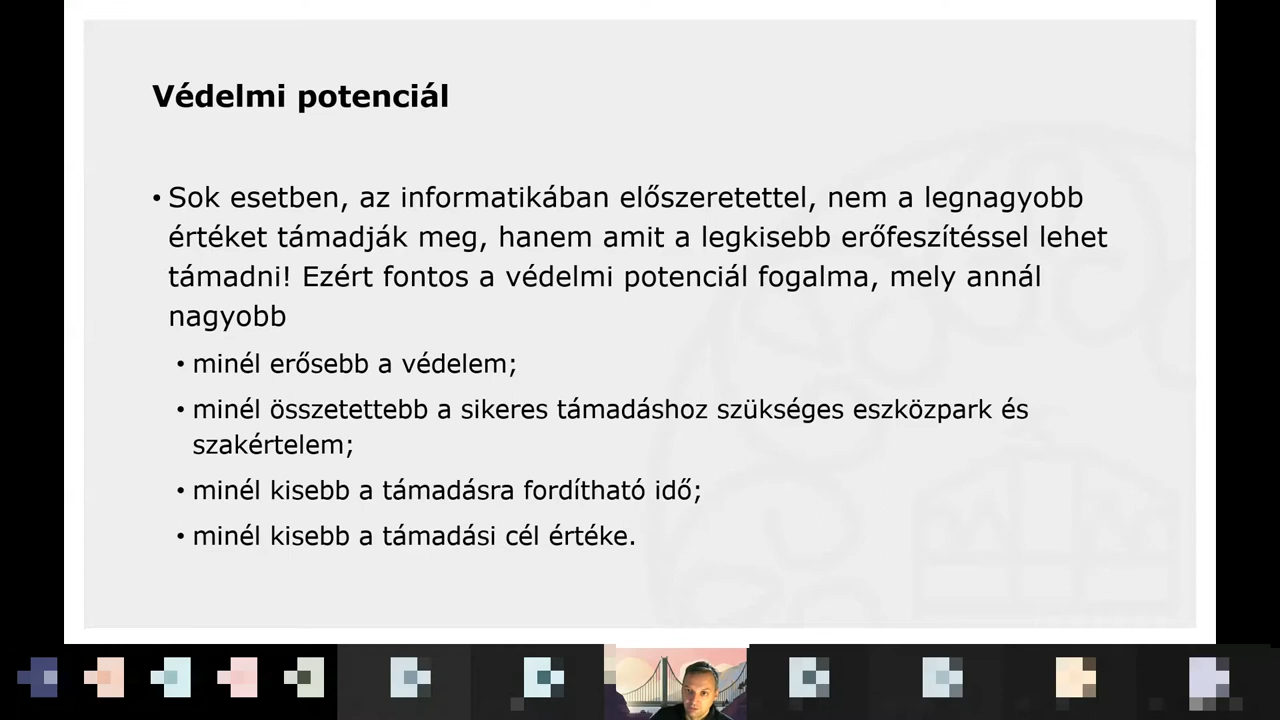 Védelmi potenciál
• Sok esetben, az informatikában előszeretettel, nem a legnagyobb
értéket támadják meg, hanem amit a legkisebb erőfeszítéssel lehet
támadni! Ezért fontos a védelmi potenciál fogalma, mely annál
nagyobb
• minél erősebb a védelem;
• minél összetettebb a sikeres támadáshoz szükséges eszközpark és
szakértelem;
• minél kisebb a támadásra fordítható idő;
• minél kisebb a támadási cél értéke.